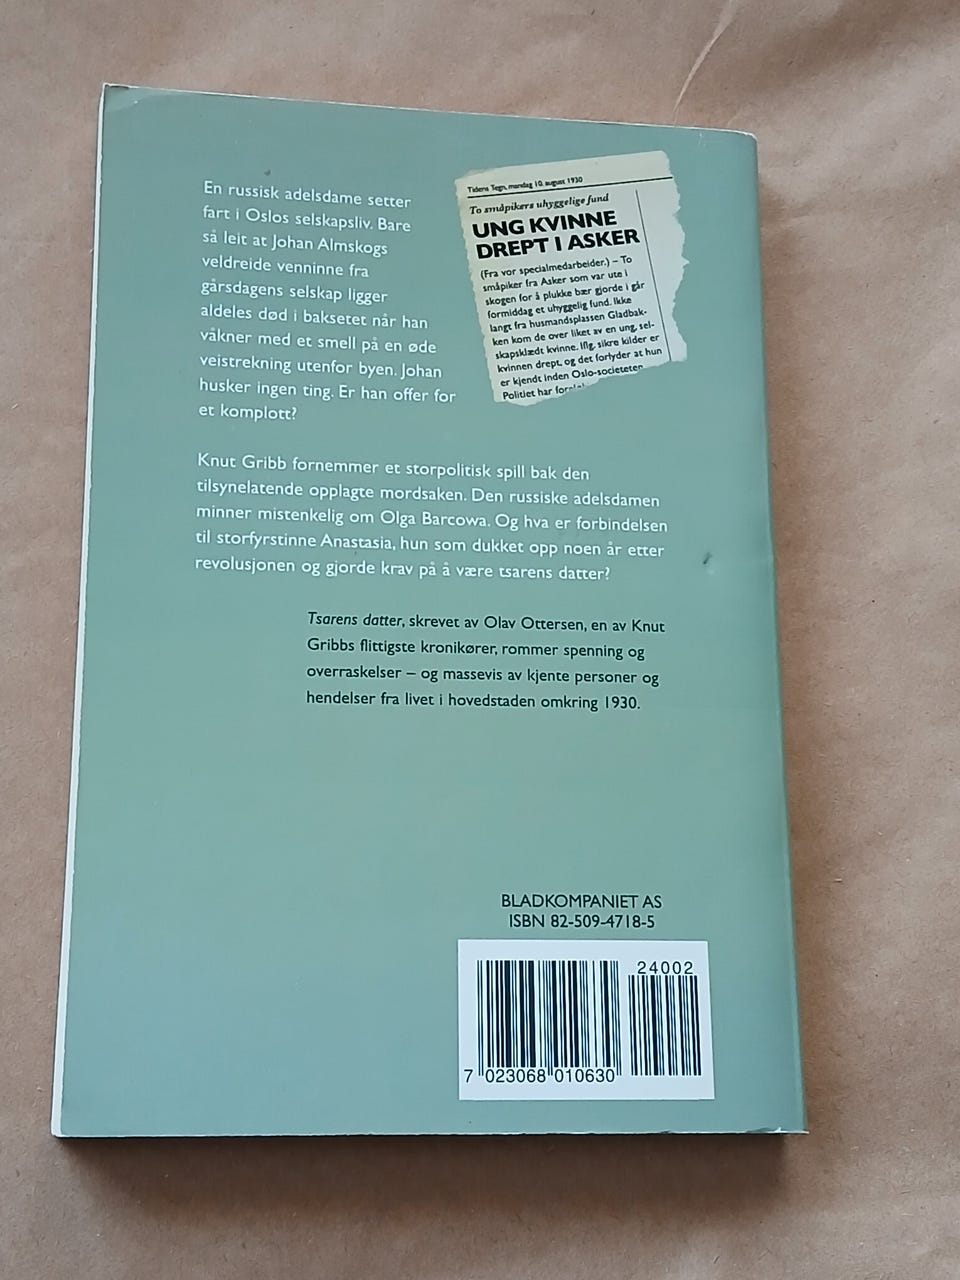 En russisk adelsdame setter
fart i Oslos selskapsliv. Bare
så leit at Johan Almskogs
veldreide venninne fra
gårsdagens selskap ligger
aldeles død i baksetet når han
våkner med et smell på en øde
veistrekning utenfor byen. Johan
husker ingen ting. Er han offer for
et komplott?
Tidens Tegn, mandag 10. august 1930
To småpikers uhyggelige fund
UNG KVINNE
DREPT I ASKER
(Fra vor specialmedarbeider.) – To
småpiker fra Asker som var ute i
skogen for å plukke bær gjorde i går
formiddag et uhyggelig fund. Ikke
langt fra husmandsplassen Gladbak-
ken kom de over liket av en ung, sel-
skapsklædt kvinne. Iflg. sikre kilder er
kvinnen drept, og det forlyder at hun
er kjendt inden Oslo-societeten.
Politiet har
Knut Gribb fornemmer et storpolitisk spill bak den
tilsynelatende opplagte mordsaken. Den russiske adelsdamen
minner mistenkelig om Olga Barcowa. Og hva er forbindelsen
til storfyrstinne Anastasia, hun som dukket opp noen år etter
revolusjonen og gjorde krav på å være tsarens datter?
Tsarens datter, skrevet av Olav Ottersen, en av Knut
Gribbs flittigste kronikører, rommer spenning og
overraskelser – og massevis av kjente personer og
hendelser fra livet i hovedstaden omkring 1930.
BLADKOMPANIET AS
ISBN 82-509-4718-5
24002
7 023068 010630